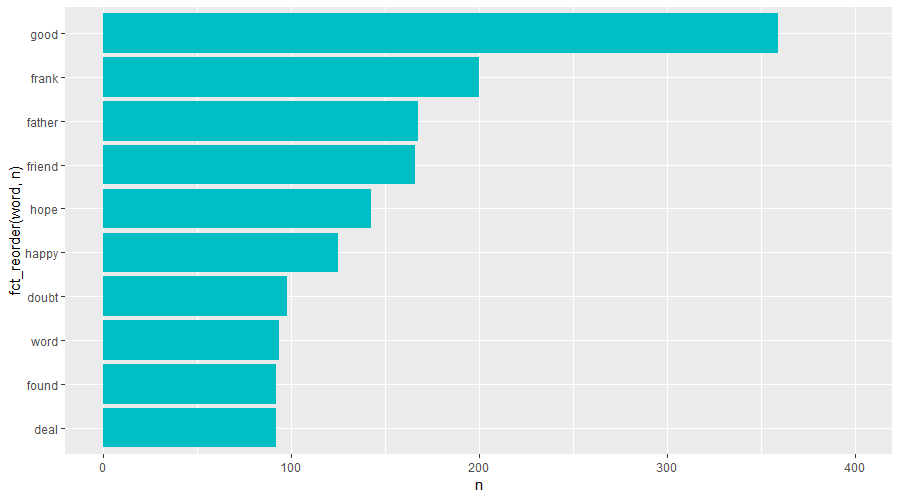 good
frank
father
friend
hope
happy
doubt
word
found
deal
fct_reorder(word, n)
0 100 200 300 400
n